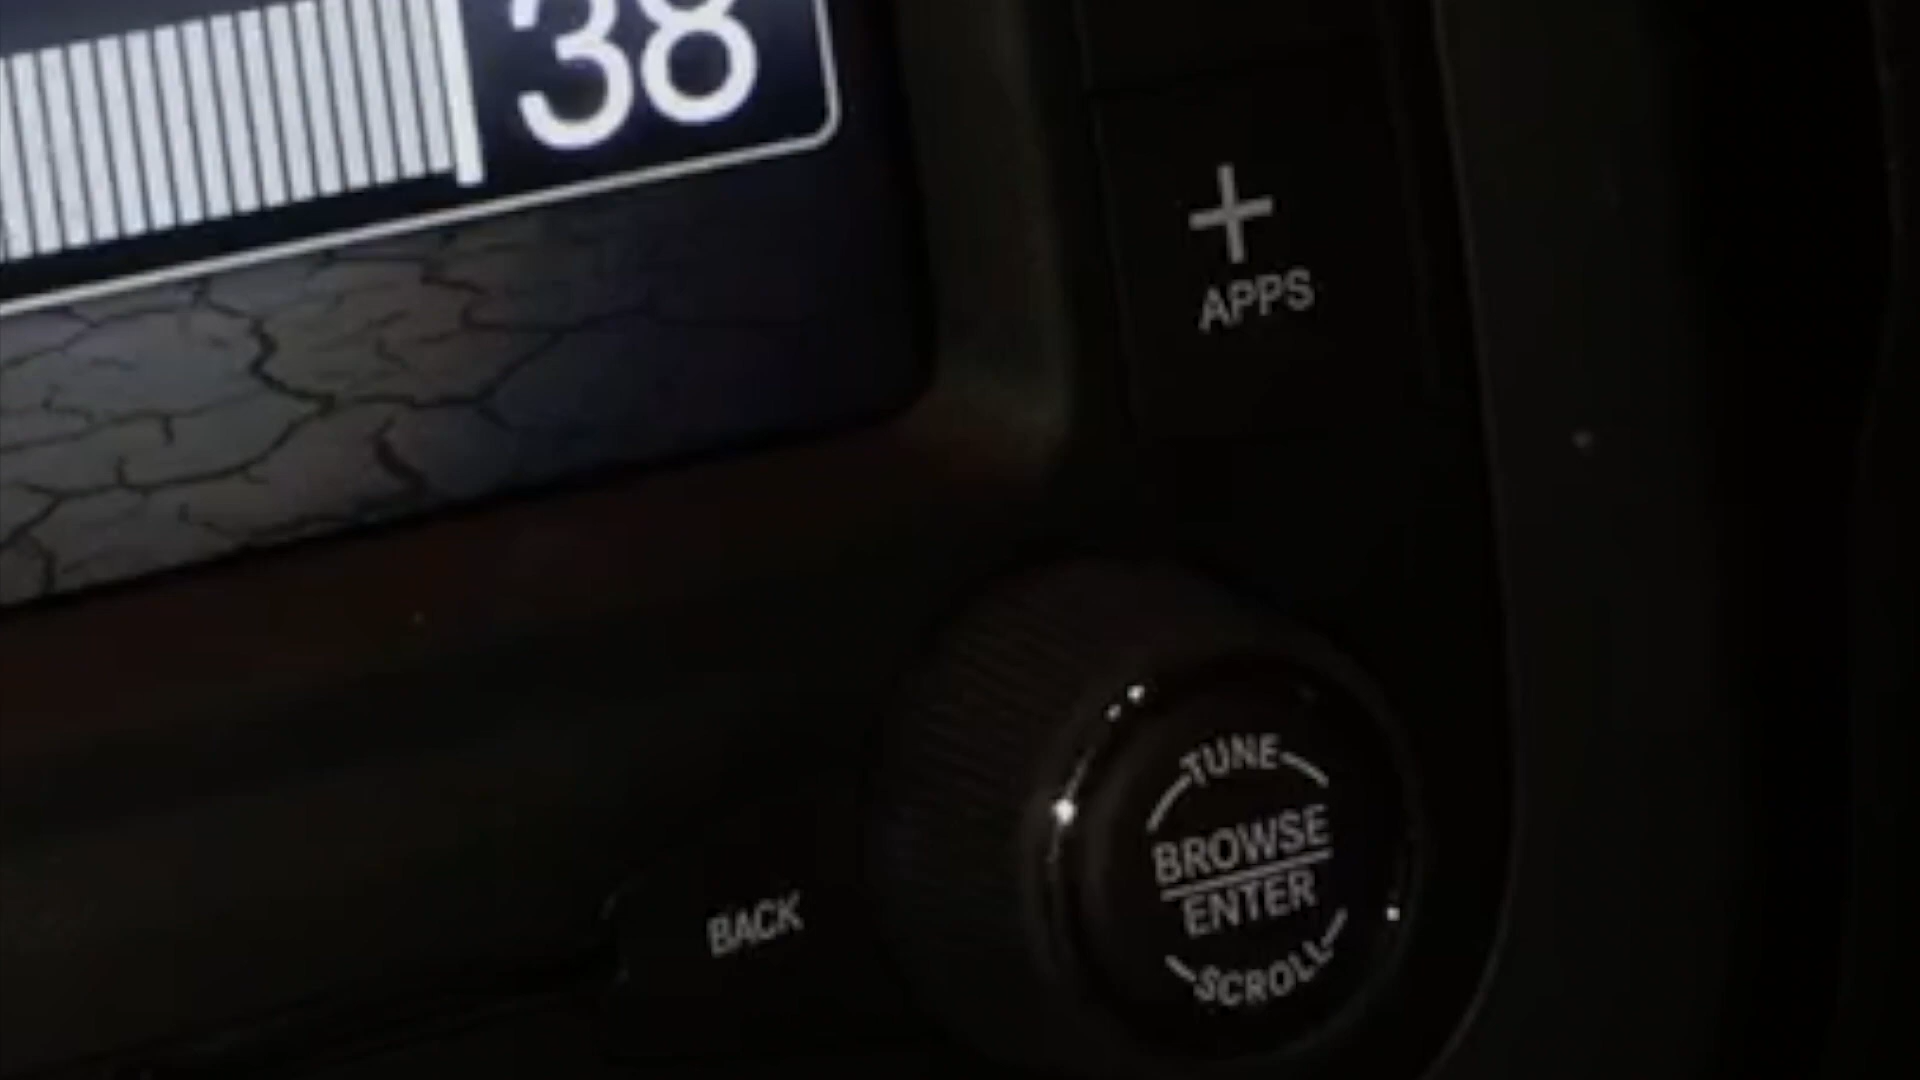 38
+
APPS
TUNE
BROWSE
ENTER
SCROLL
BACK